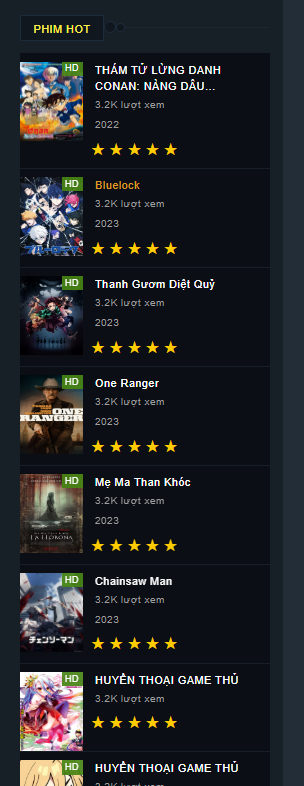 PHIM HOT
HD
THÁM TỬ LỪNG DANH
CONAN: NÀNG DÂU...
3.2K lượt xem
2022
HD
Bluelock
3.2K lượt xem
2023
HD
Thanh Gươm Diệt Quỷ
3.2K lượt xem
2023
HD
One Ranger
3.2K lượt xem
2023
ONE
RANGER
HD
Mẹ Ma Than Khóc
3.2K lượt xem
2023
LA LLORONA
HD
Chainsaw Man
3.2K lượt xem
2023
チェンソーマン
HD
HUYỀN THOẠI GAME THỦ
3.2K lượt xem
HD
HUYỀN THOẠI GAME THỦ
3.2K lượt xem